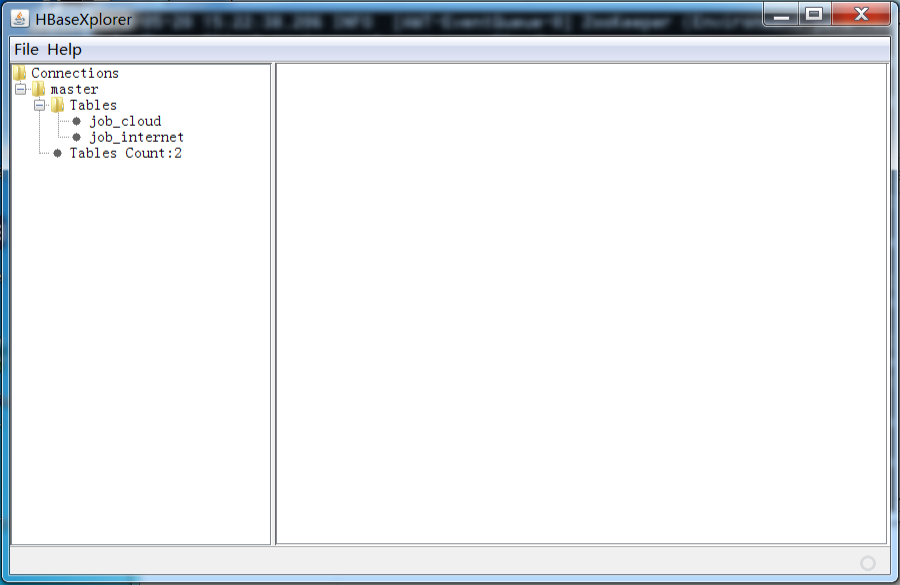 HBaseXplorer
File Help
Connections
master
Tables
job_cloud
job_internet
Tables Count:2